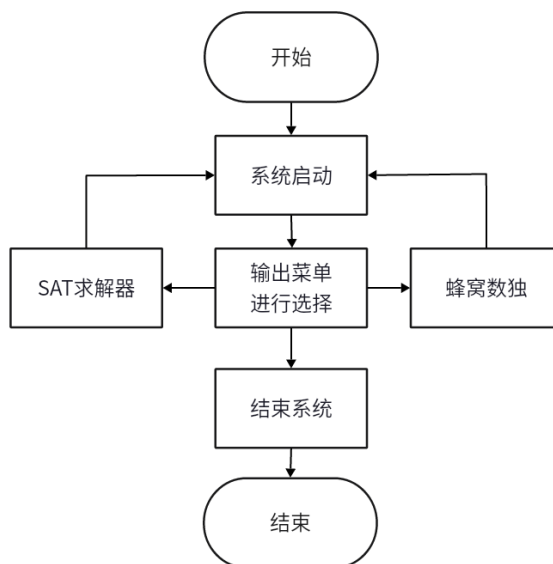 开始
系统启动
SAT求解器
输出菜单
进行选择
蜂窝数独
结束系统
结束